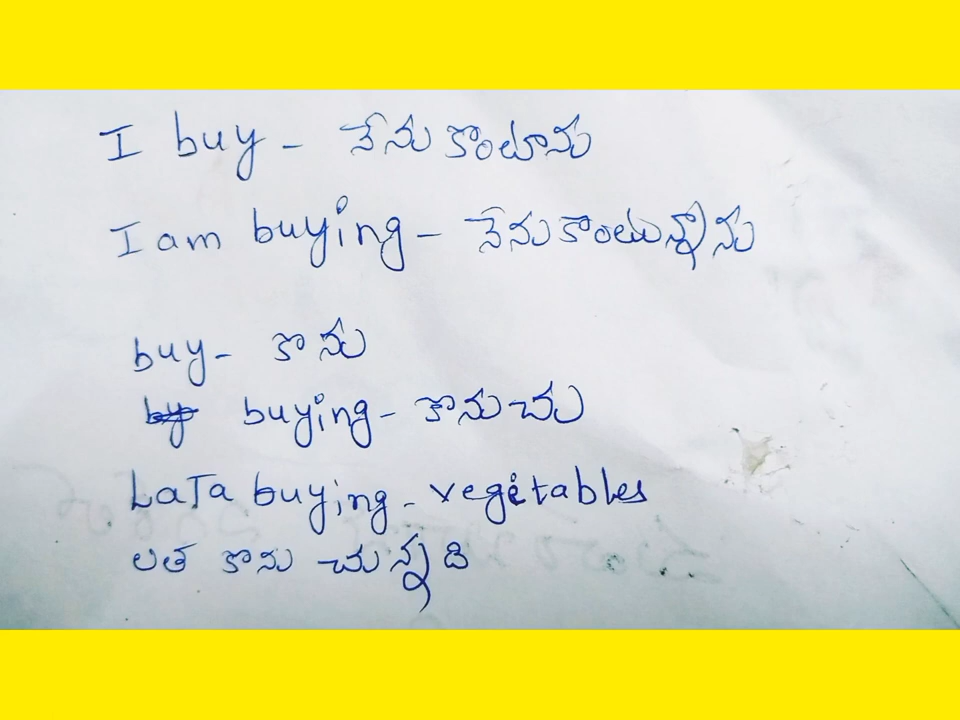 I buy - నేను కొంటాను
I am buying - నేను కొంటున్నాను
buy - కొను
buying - కొనుచు
LaTa buying - vegetables
లత కొను చున్నది